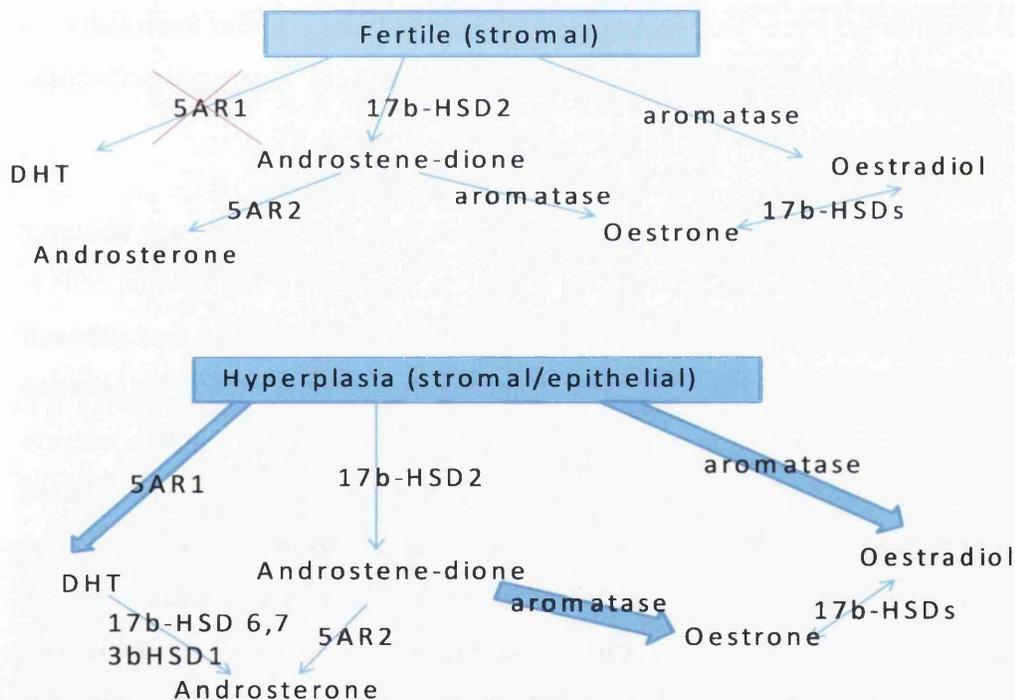 Fertile (stromal)
5AR1
17b-HSD2
aromatase
DHT
Androstene-dione
Oestradiol
5AR2
aromatase
17b-HSDs
Oestrone
Androsterone
Hyperplasia (stromal/epithelial)
5AR1
17b-HSD2
aromatase
DHT
Androstene-dione
Oestradiol
17b-HSD 6,7
3bHSD1
5AR2
aromatase
17b-HSDs
Oestrone
Androsterone